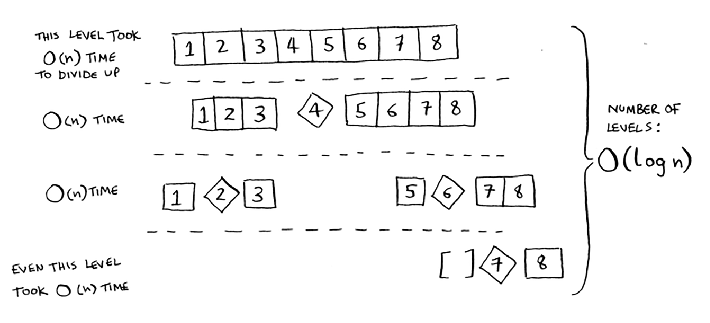 THIS LEVEL TOOK
O(n) TIME
TO DIVIDE UP
1 2 3 4 5 6 7 8
O(n) TIME
1 2 3 4 5 6 7 8
NUMBER OF
LEVELS:
O(log n)
O(n) TIME
1 2 3 5 6 7 8
EVEN THIS LEVEL
TOOK O(n) TIME
[ ] 7 8